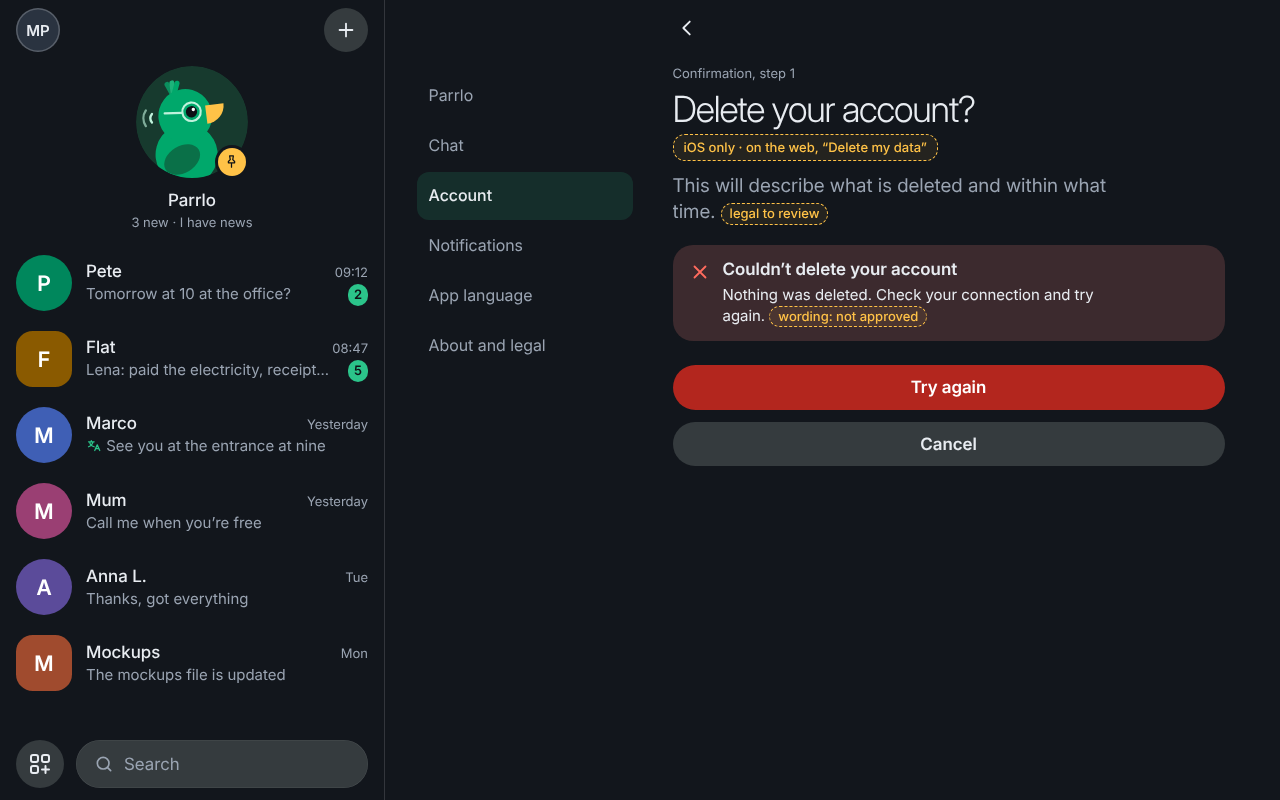 MP
Parrlo
3 new · I have news
P
Pete
09:12
Tomorrow at 10 at the office?
2
F
Flat
08:47
Lena: paid the electricity, receipt…
5
M
Marco
Yesterday
See you at the entrance at nine
M
Mum
Yesterday
Call me when you’re free
A
Anna L.
Tue
Thanks, got everything
M
Mockups
Mon
The mockups file is updated
Search
Parrlo
Chat
Account
Notifications
App language
About and legal
Confirmation, step 1
Delete your account?
iOS only · on the web, “Delete my data”
This will describe what is deleted and within what
time. legal to review
Couldn’t delete your account
Nothing was deleted. Check your connection and try
again. wording: not approved
Try again
Cancel